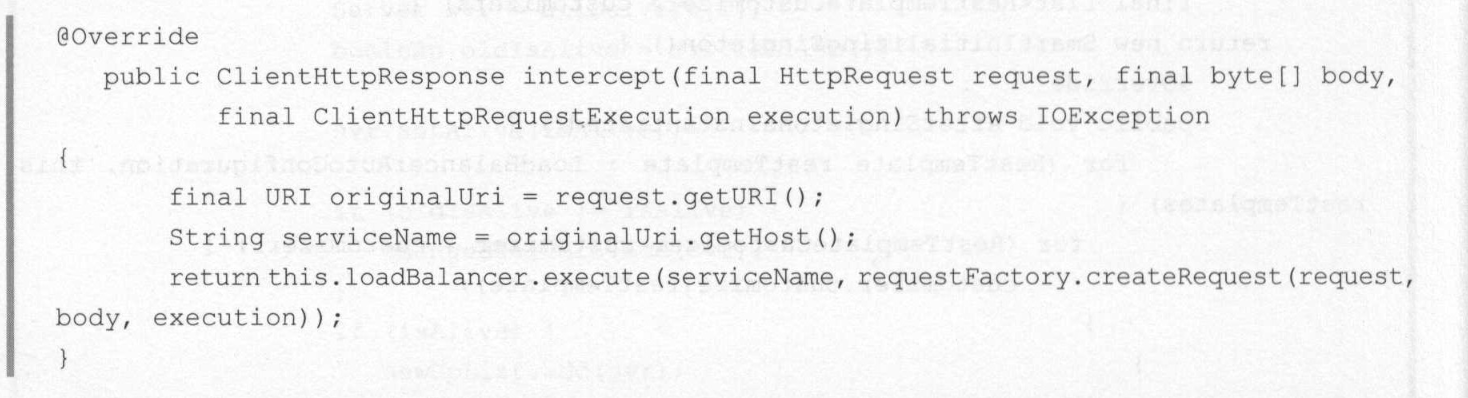 @Override
public ClientHttpResponse intercept(final HttpRequest request, final byte[] body,
final ClientHttpRequestExecution execution) throws IOException
{
final URI originalUri = request.getURI();
String serviceName = originalUri.getHost();
return this.loadBalancer.execute(serviceName, requestFactory.createRequest(request,
body, execution));
}